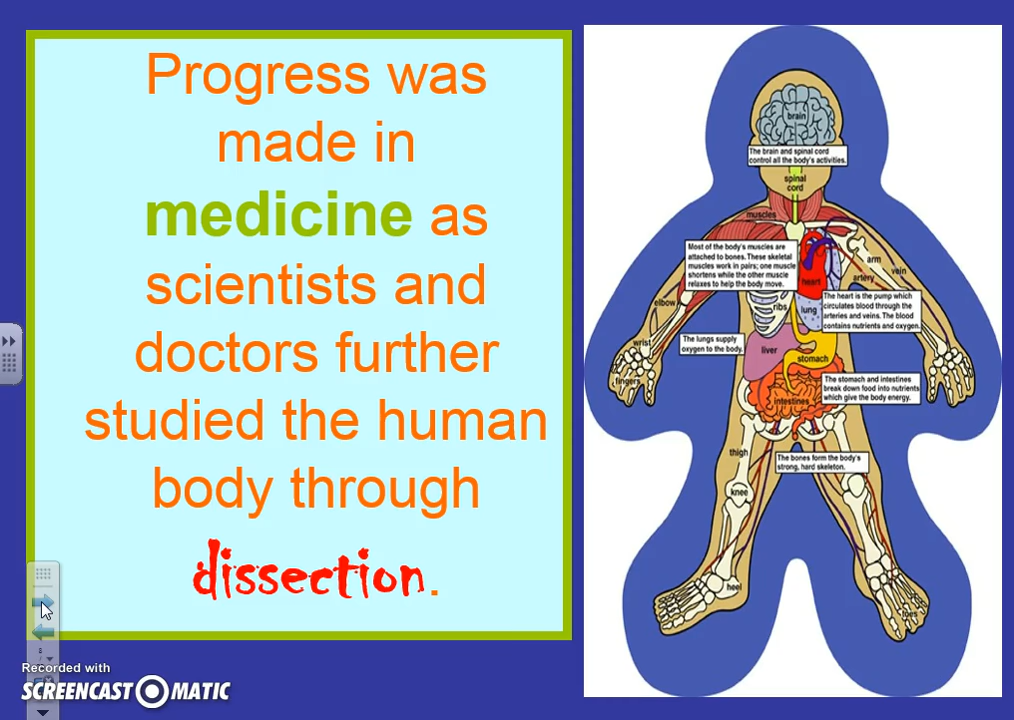 Progress was
made in
medicine as
scientists and
doctors further
studied the human
body through
dissection.
brain
The brain and spinal cord
control all the body's activities.
spinal
cord
muscles
Most of the body's muscles are
attached to bones. These skeletal
muscles work in pairs; one muscle
shortens while the other muscle
relaxes to help the body move.
arm
vein
artery
heart
elbow
ribs
lung
The heart is the pump which
circulates blood through the
arteries and veins. The blood
contains nutrients and oxygen.
wrist
The lungs supply
oxygen to the body.
liver
stomach
fingers
The stomach and intestines
break down food into nutrients
which give the body energy.
intestines
thigh
The bones form the body's
strong, hard skeleton.
knee
heel
toes
8
Recorded with
SCREENCAST O MATIC